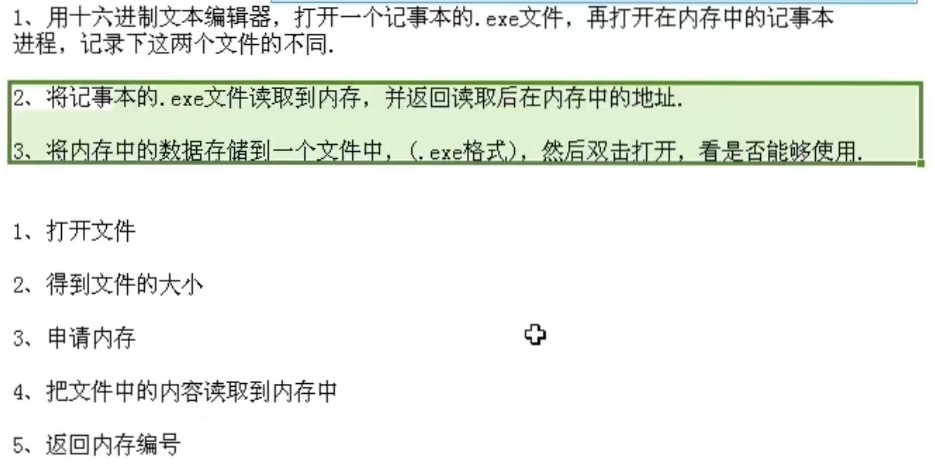 1、用十六进制文本编辑器，打开一个记事本的.exe文件，再打开在内存中的记事本
进程，记录下这两个文件的不同.
2、将记事本的.exe文件读取到内存，并返回读取后在内存中的地址.
3、将内存中的数据存储到一个文件中，(.exe格式)，然后双击打开，看是否能够使用.
1、打开文件
2、得到文件的大小
3、申请内存
4、把文件中的内容读取到内存中
5、返回内存编号